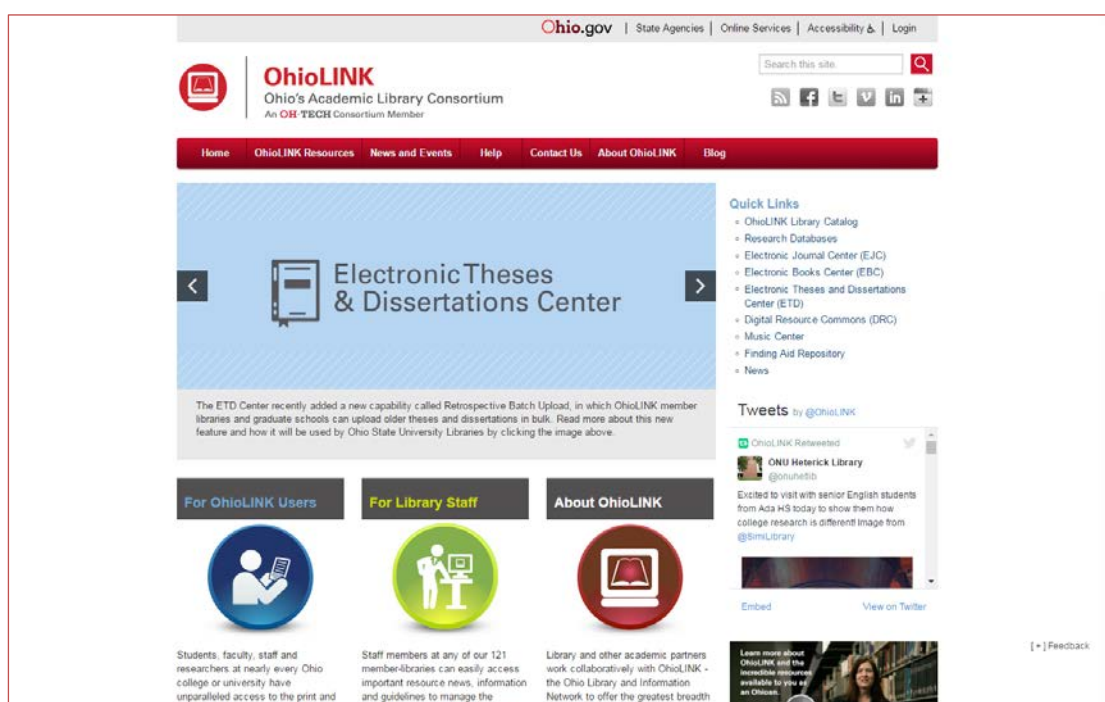 Ohio.gov | State Agencies | Online Services | Accessibility | Login
Search this site.
OhioLINK
Ohio's Academic Library Consortium
An OH·TECH Consortium Member
Home OhioLINK Resources News and Events Help Contact Us About OhioLINK Blog
Electronic Theses
& Dissertations Center
The ETD Center recently added a new capability called Retrospective Batch Upload, in which OhioLINK member
libraries and graduate schools can upload older theses and dissertations in bulk. Read more about this new
feature and how it will be used by Ohio State University Libraries by clicking the image above.
Quick Links
OhioLINK Library Catalog
Research Databases
Electronic Journal Center (EJC)
Electronic Books Center (EBC)
Electronic Theses and Dissertations
Center (ETD)
Digital Resource Commons (DRC)
Music Center
Finding Aid Repository
News
Tweets by @OhioLINK
OhioLINK Retweeted
ONU Heterick Library
@onuhetlib
Excited to visit with senior English students
from Ada HS today to show them how
college research is different! Image from
@SimiLibrary
Embed View on Twitter
For OhioLINK Users
Students, faculty, staff and
researchers at nearly every Ohio
college or university have
unparalleled access to the print and
For Library Staff
Staff members at any of our 121
member-libraries can easily access
important resource news, information
and guidelines to manage the
About OhioLINK
Library and other academic partners
work collaboratively with OhioLINK -
the Ohio Library and Information
Network to offer the greatest breadth
Learn more about
OhioLINK and the
incredible resources
available to you as
an Ohioan.
[+] Feedback